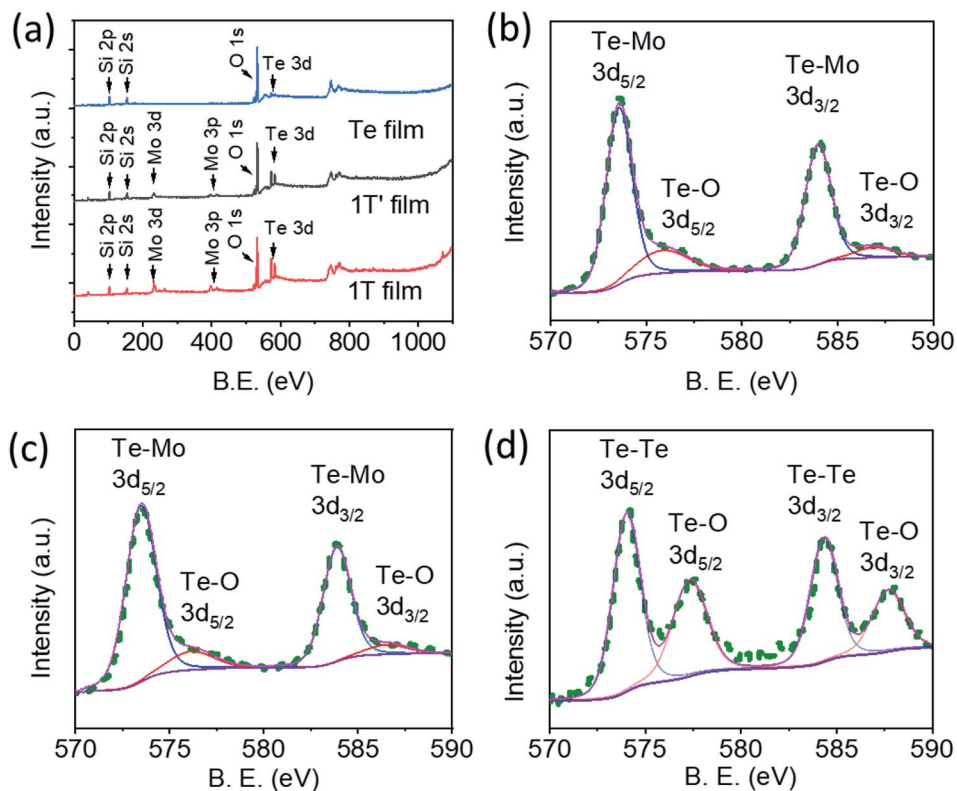 (a)
Intensity (a.u.)
Si 2p
Si 2s
O 1s
Te 3d
Te film
Si 2p
Si 2s
Mo 3d
Mo 3p
O 1s
Te 3d
1T' film
Si 2p
Si 2s
Mo 3d
Mo 3p
O 1s
Te 3d
1T film
0 200 400 600 800 1000
B.E. (eV)
(b)
Intensity (a.u.)
Te-Mo
3d5/2
Te-O
3d5/2
Te-Mo
3d3/2
Te-O
3d3/2
570 575 580 585 590
B. E. (eV)
(c)
Intensity (a.u.)
Te-Mo
3d5/2
Te-O
3d5/2
Te-Mo
3d3/2
Te-O
3d3/2
570 575 580 585 590
B. E. (eV)
(d)
Intensity (a.u.)
Te-Te
3d5/2
Te-O
3d5/2
Te-Te
3d3/2
Te-O
3d3/2
570 575 580 585 590
B. E. (eV)